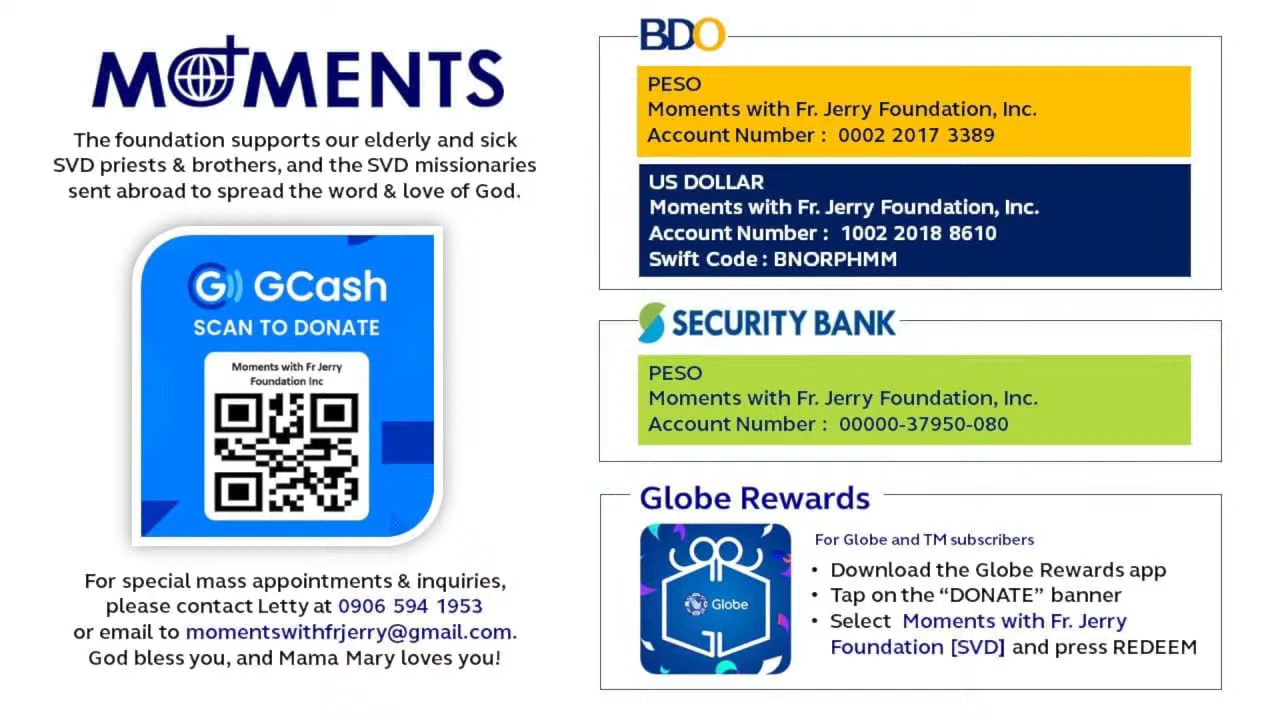 MOMENTS
The foundation supports our elderly and sick
SVD priests & brothers, and the SVD missionaries
sent abroad to spread the word & love of God.
G GCash
SCAN TO DONATE
Moments with Fr Jerry
Foundation Inc
For special mass appointments & inquiries,
please contact Letty at 0906 594 1953
or email to momentswithfrjerry@gmail.com.
God bless you, and Mama Mary loves you!
BDO
PESO
Moments with Fr. Jerry Foundation, Inc.
Account Number : 0002 2017 3389
US DOLLAR
Moments with Fr. Jerry Foundation, Inc.
Account Number : 1002 2018 8610
Swift Code : BNORPHMM
SECURITY BANK
PESO
Moments with Fr. Jerry Foundation, Inc.
Account Number : 00000-37950-080
Globe Rewards
Globe
For Globe and TM subscribers
• Download the Globe Rewards app
• Tap on the “DONATE” banner
• Select Moments with Fr. Jerry
Foundation [SVD] and press REDEEM